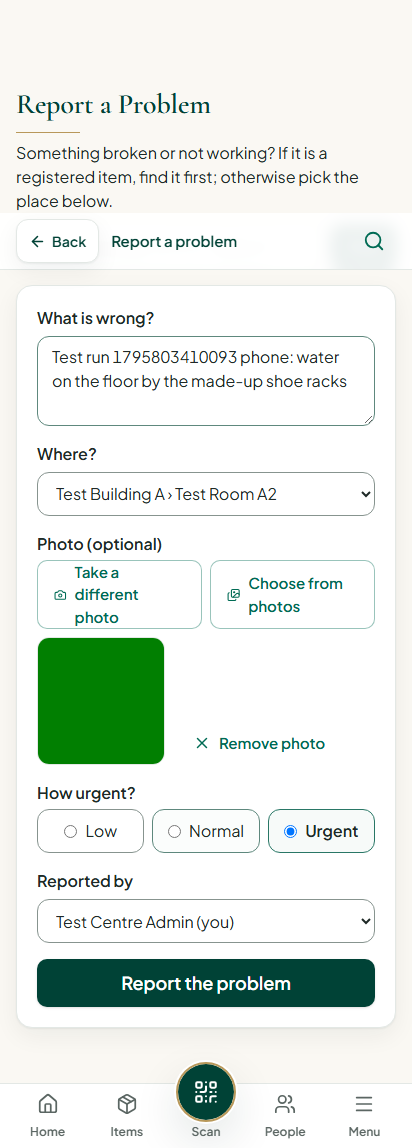 Report a Problem
Something broken or not working? If it is a
registered item, find it first; otherwise pick the
place below.
Back
Report a problem
What is wrong?
Test run 1795803410093 phone: water
on the floor by the made-up shoe racks
Where?
Test Building A › Test Room A2
Photo (optional)
Take a
different
photo
Choose from
photos
Remove photo
How urgent?
Low
Normal
Urgent
Reported by
Test Centre Admin (you)
Report the problem
Home
Items
Scan
People
Menu